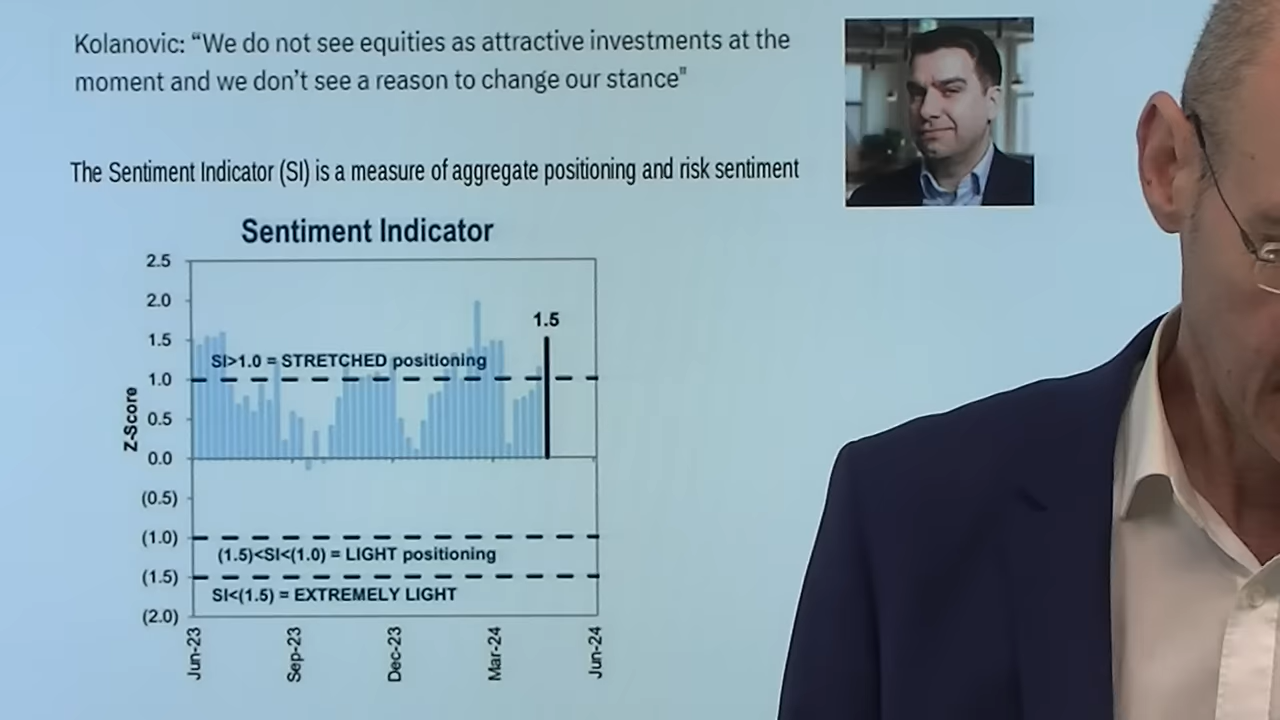 Kolanovic: “We do not see equities as attractive investments at the
moment and we don’t see a reason to change our stance"
The Sentiment Indicator (SI) is a measure of aggregate positioning and risk sentiment
Sentiment Indicator
2.5
2.0
1.5
1.5
SI>1.0 = STRETCHED positioning
1.0
Z-Score
0.5
0.0
(0.5)
(1.0)
(1.5)<SI<(1.0) = LIGHT positioning
(1.5)
SI<(1.5) = EXTREMELY LIGHT
(2.0)
Jun-23
Sep-23
Dec-23
Mar-24
Jun-24